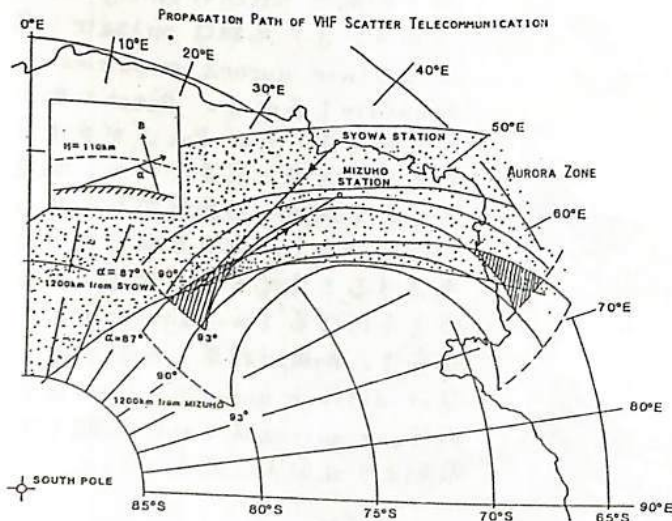 PROPAGATION PATH OF VHF SCATTER TELECOMMUNICATION
0°E
10°E
20°E
30°E
40°E
50°E
SYOWA STATION
MIZUHO
STATION
AURORA ZONE
60°E
B
H = 110km
α
α = 87°
90°
1200km from SYOWA
93°
70°E
α=87°
90°
1200km from MIZUHO
93°
80°E
SOUTH POLE
85°S
80°S
75°S
70°S
65°S
90°E